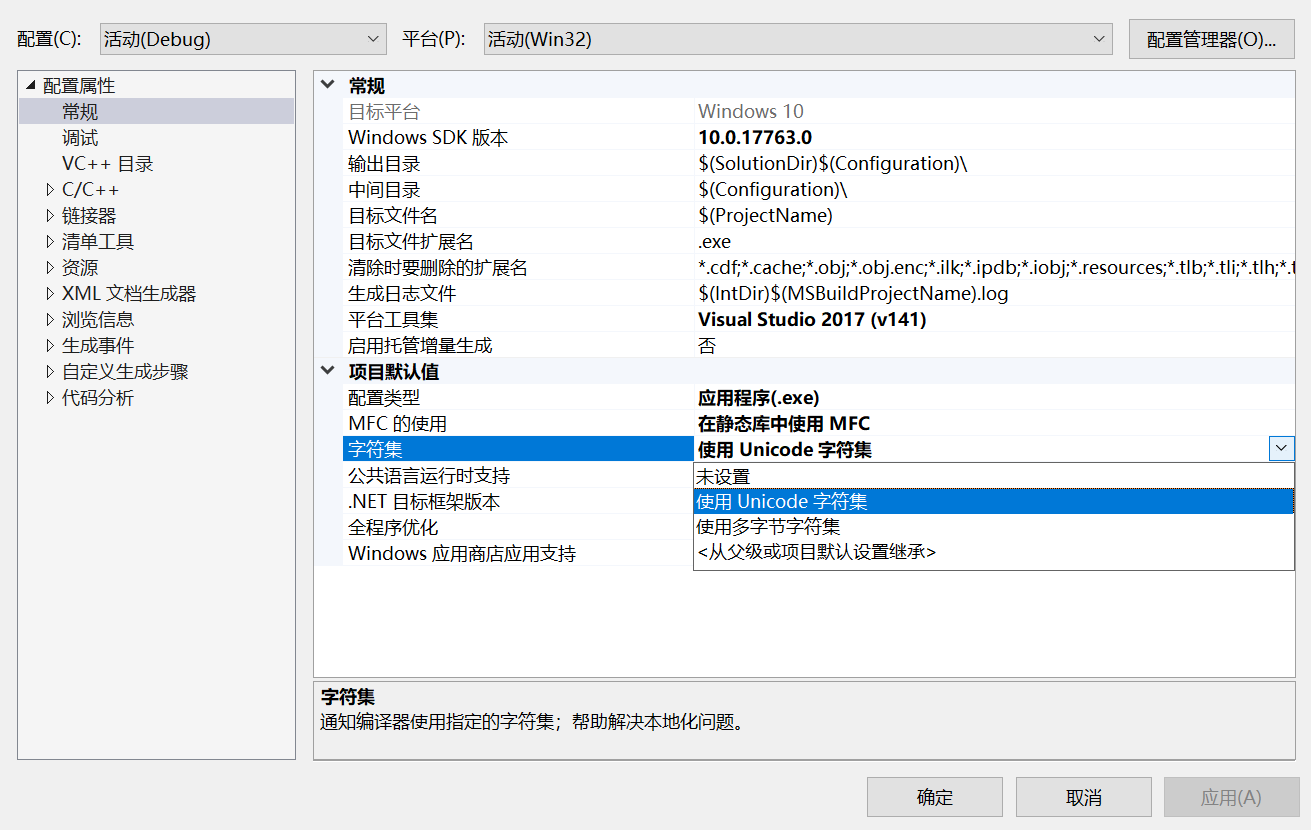 配置(C): 活动(Debug) 平台(P): 活动(Win32) 配置管理器(O)...
配置属性
常规
调试
VC++ 目录
C/C++
链接器
清单工具
资源
XML 文档生成器
浏览信息
生成事件
自定义生成步骤
代码分析
常规
目标平台 Windows 10
Windows SDK 版本 10.0.17763.0
输出目录 $(SolutionDir)$(Configuration)\
中间目录 $(Configuration)\
目标文件名 $(ProjectName)
目标文件扩展名 .exe
清除时要删除的扩展名 *.cdf;*.cache;*.obj;*.obj.enc;*.ilk;*.ipdb;*.iobj;*.resources;*.tlb;*.tli;*.tlh;*.t
生成日志文件 $(IntDir)$(MSBuildProjectName).log
平台工具集 Visual Studio 2017 (v141)
启用托管增量生成 否
项目默认值
配置类型 应用程序(.exe)
MFC 的使用 在静态库中使用 MFC
字符集 使用 Unicode 字符集
公共语言运行时支持 未设置
.NET 目标框架版本 使用 Unicode 字符集
全程序优化 使用多字节字符集
Windows 应用商店应用支持 <从父级或项目默认设置继承>
字符集
通知编译器使用指定的字符集；帮助解决本地化问题。
确定 取消 应用(A)